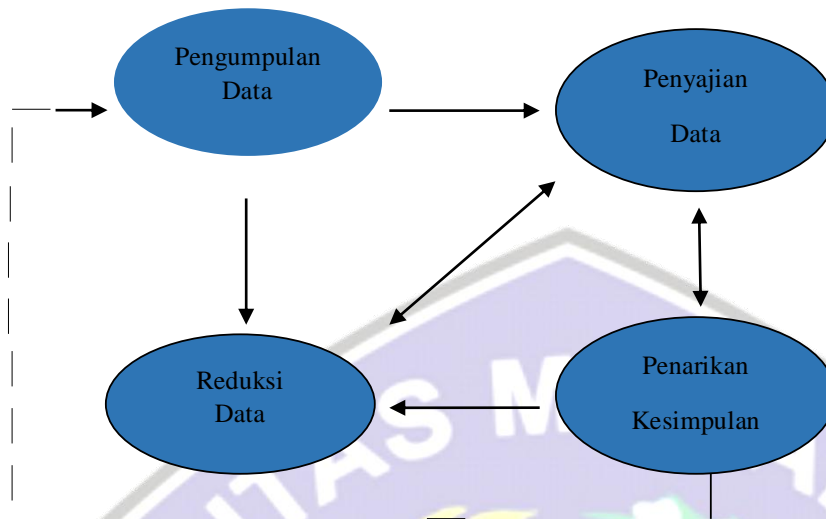 Pengumpulan
Data
Penyajian
Data
Reduksi
Data
Penarikan
Kesimpulan